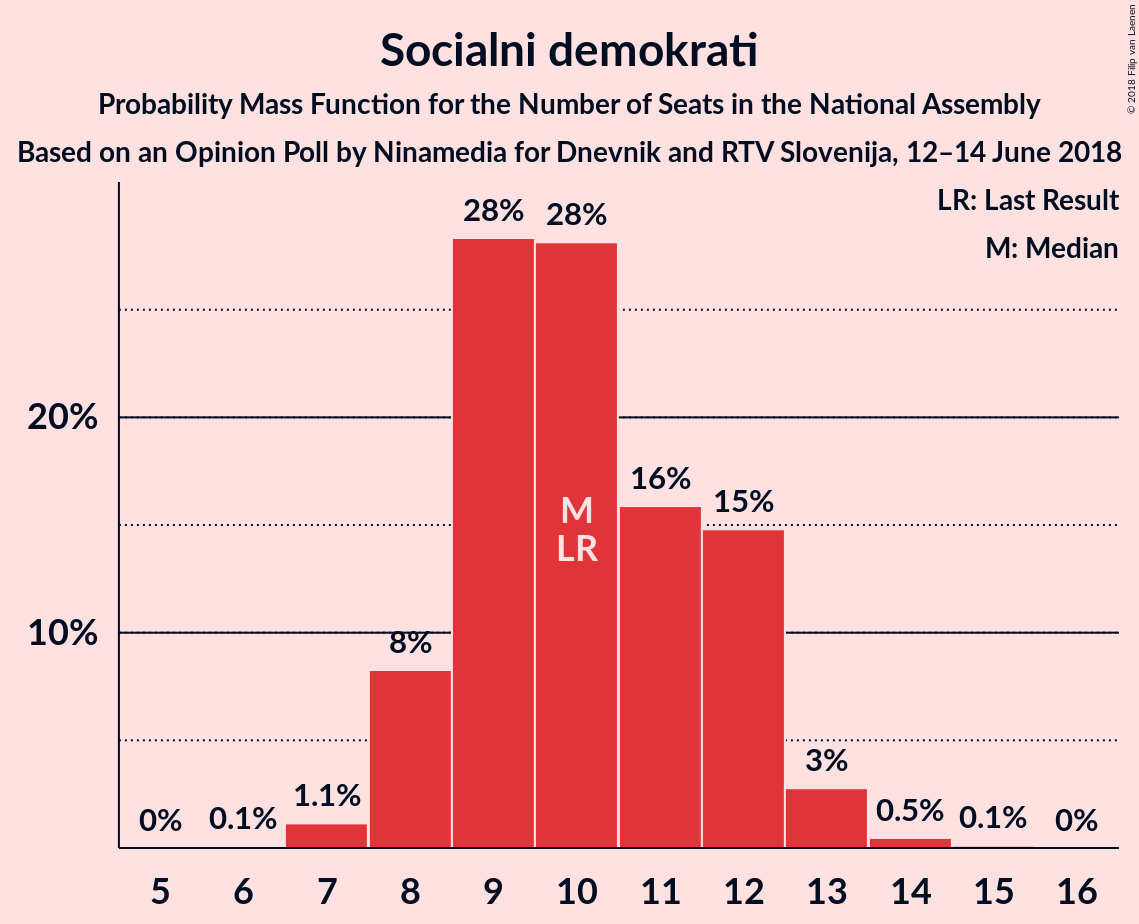 Socialni demokrati
Probability Mass Function for the Number of Seats in the National Assembly
Based on an Opinion Poll by Ninamedia for Dnevnik and RTV Slovenija, 12–14 June 2018
© 2018 Filip van Laenen
LR: Last Result
M: Median
28% 28%
20%
16% 15%
M
LR
10%
8%
3%
0% 0.1% 1.1% 0.5% 0.1% 0%
5 6 7 8 9 10 11 12 13 14 15 16